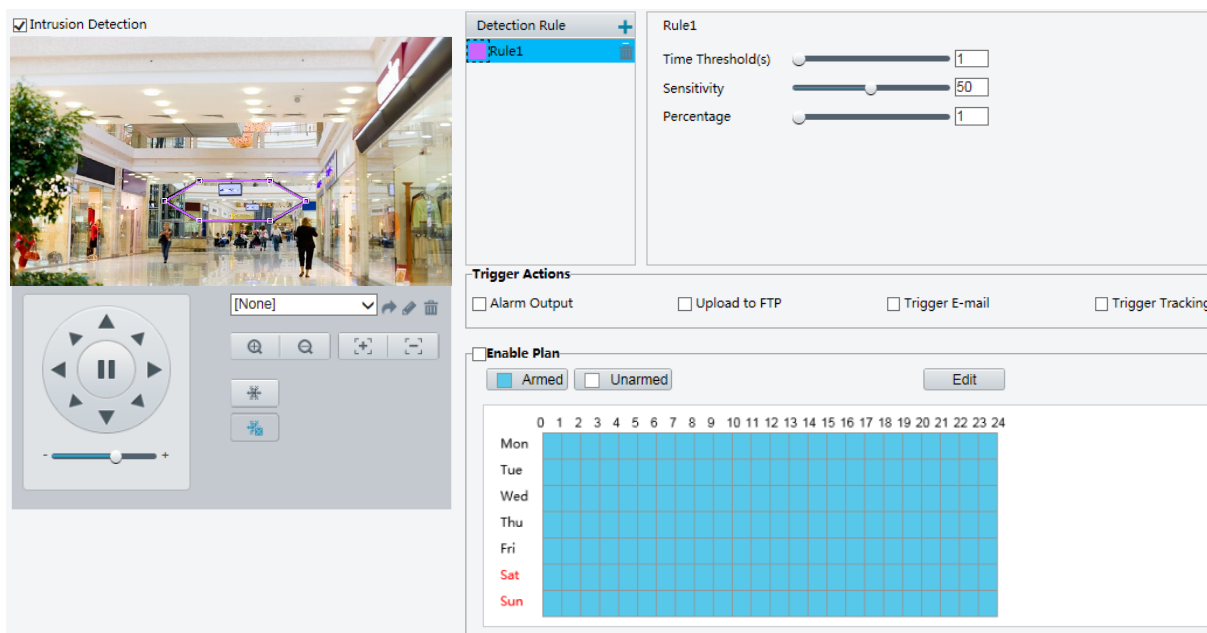 Intrusion Detection
Detection Rule +
Rule1
Rule1
Time Threshold(s) 1
Sensitivity 50
Percentage 1
[None]
- +
Trigger Actions
Alarm Output Upload to FTP Trigger E-mail Trigger Tracking
Enable Plan
Armed Unarmed Edit
0 1 2 3 4 5 6 7 8 9 10 11 12 13 14 15 16 17 18 19 20 21 22 23 24
Mon
Tue
Wed
Thu
Fri
Sat
Sun